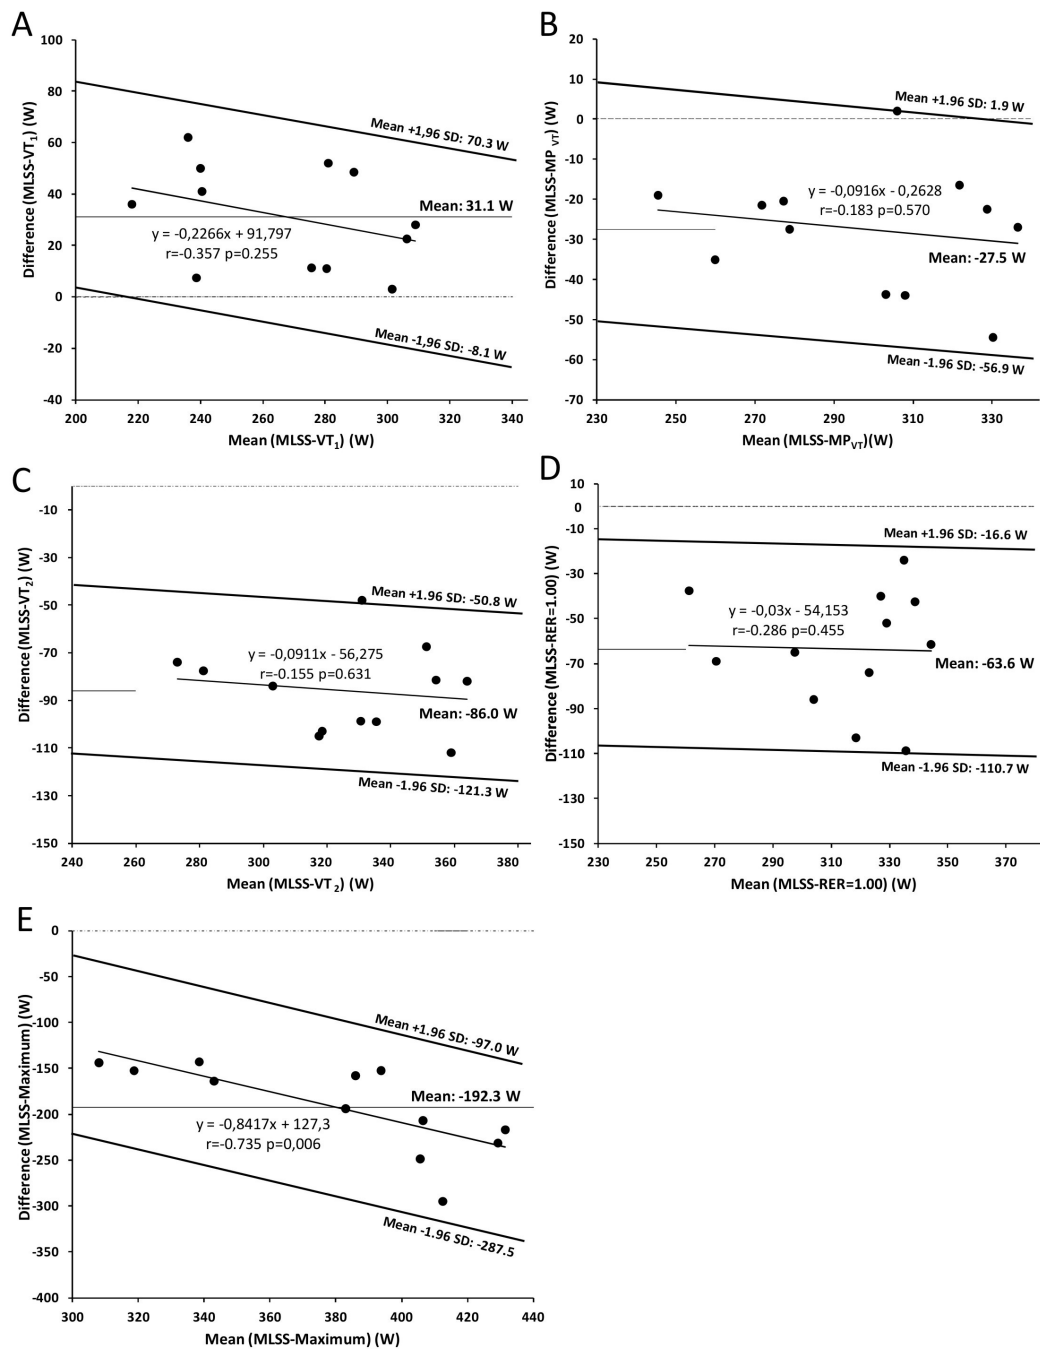 A
100
80
60
40
20
0
-20
-40
200
220
240
260
280
300
320
340
Difference (MLSS-VT1) (W)
Mean (MLSS-VT1) (W)
Mean +1,96 SD: 70.3 W
Mean: 31.1 W
y = -0,2266x + 91,797
r=-0.357 p=0.255
Mean -1,96 SD: -8.1 W
B
20
10
0
-10
-20
-30
-40
-50
-60
-70
230
250
270
290
310
330
Difference (MLSS-MP VT) (W)
Mean (MLSS-MPVT)(W)
Mean +1.96 SD: 1.9 W
y = -0,0916x - 0,2628
r=-0.183 p=0.570
Mean: -27.5 W
Mean -1.96 SD: -56.9 W
C
-10
-30
-50
-70
-90
-110
-130
-150
240
260
280
300
320
340
360
380
Difference (MLSS-VT2) (W)
Mean (MLSS-VT 2) (W)
Mean +1.96 SD: -50.8 W
y = -0,0911x - 56,275
r=-0.155 p=0.631
Mean: -86.0 W
Mean -1.96 SD: -121.3 W
D
10
0
-10
-30
-50
-70
-90
-110
-130
-150
230
250
270
290
310
330
350
370
Difference (MLSS-RER=1.00) (W)
Mean (MLSS-RER=1.00) (W)
Mean +1.96 SD: -16.6 W
y = -0,03x - 54,153
r=-0.286 p=0.455
Mean: -63.6 W
Mean -1.96 SD: -110.7 W
E
0
-50
-100
-150
-200
-250
-300
-350
-400
300
320
340
360
380
400
420
440
Difference (MLSS-Maximum) (W)
Mean (MLSS-Maximum) (W)
Mean +1.96 SD: -97.0 W
Mean: -192.3 W
y = -0,8417x + 127,3
r=-0.735 p=0,006
Mean -1.96 SD: -287.5